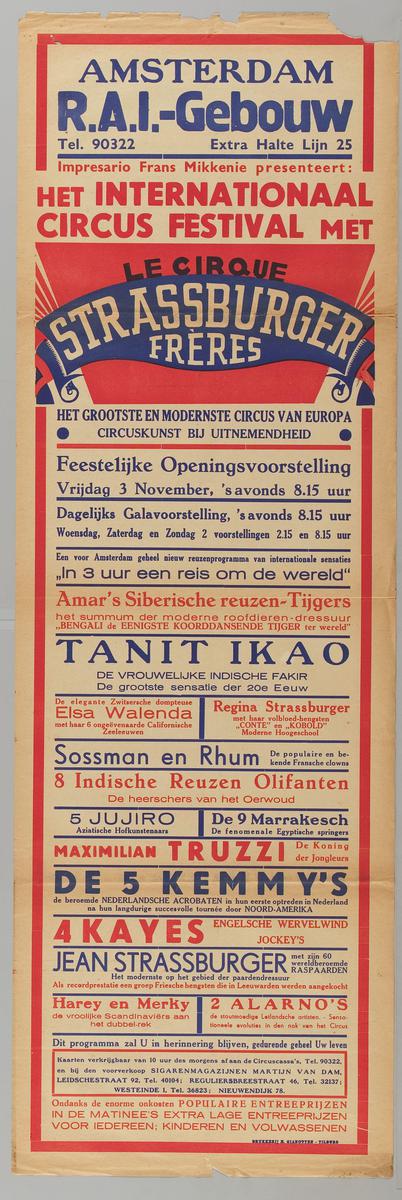 AMSTERDAM
R.A.I.-Gebouw
Tel. 90322 Extra Halte Lijn 25
Impresario Frans Mikkenie presenteert:
HET INTERNATIONAAL
CIRCUS FESTIVAL MET
LE CIRQUE
STRASSBURGER
FRÈRES
HET GROOTSTE EN MODERNSTE CIRCUS VAN EUROPA
CIRCUSKUNST BIJ UITNEMENDHEID
Feestelijke Openingsvoorstelling
Vrijdag 3 November, 's avonds 8.15 uur
Dagelijks Galavoorstelling, 's avonds 8.15 uur
Woensdag, Zaterdag en Zondag 2 voorstellingen 2.15 en 8.15 uur
Een voor Amsterdam geheel nieuw reuzenprogramma van internationale sensaties
„In 3 uur een reis om de wereld“
Amar's Siberische reuzen-Tijgers
het summum der moderne roofdieren-dressuur
„BENGALI de EENIGSTE KOORDDANSENDE TIJGER ter wereld“
TANIT IKAO
DE VROUWELIJKE INDISCHE FAKIR
De grootste sensatie der 20e Eeuw
De elegante Zwitsersche dompteuse
Elsa Walenda
met haar 6 ongeëvenaarde Californische
Zeeleeuwen
Regina Strassburger
met haar volbloed-hengsten
„CONTE“ en „KOBOLD“
Moderne Hoogeschool
Sossman en Rhum De populaire en be-
kende Fransche clowns
8 Indische Reuzen Olifanten
De heerschers van het Oerwoud
5 JUJIRO
Aziatische Hofkunstenaars
De 9 Marrakesch
De fenomenale Egyptische springers
MAXIMILIAN TRUZZI De Koning
der Jongleurs
DE 5 KEMMY'S
de beroemde NEDERLANDSCHE ACROBATEN in hun eerste optreden in Nederland
na hun langdurige succesvolle tournée door NOORD-AMERIKA
4 KAYES ENGELSCHE WERVELWIND
JOCKEY'S
JEAN STRASSBURGER met zijn 60
wereldberoemde
RASPAARDEN
Het modernste op het gebied der paardendressuur
Als recordprestatie een groep Friesche hengsten die in Leeuwarden werden aangekocht
Harey en Merky
de vroolijke Scandinaviërs aan
het dubbel-rek
2 ALARNO'S
de stoutmoedige Letlandsche artisten. - Sensa-
tioneele evoluties in den nok van het Circus
Dit programma zal U in herinnering blijven, gedurende geheel Uw leven
Kaarten verkrijgbaar van 10 uur des morgens af aan de Circuscassa's, Tel. 90322,
en bij den voorverkoop SIGARENMAGAZIJNEN MARTIJN VAN DAM,
LEIDSCHESTRAAT 92, Tel. 40104; REGULIERSBREESTRAAT 46, Tel. 32137;
WESTEINDE 1, Tel. 36823; NIEUWENDIJK 78.
Ondanks de enorme onkosten POPULAIRE ENTREEPRIJZEN
IN DE MATINEE'S EXTRA LAGE ENTREEPRIJZEN
VOOR IEDEREEN; KINDEREN EN VOLWASSENEN
DRUKKERIJ H. GIANOTTEN - TILBURG